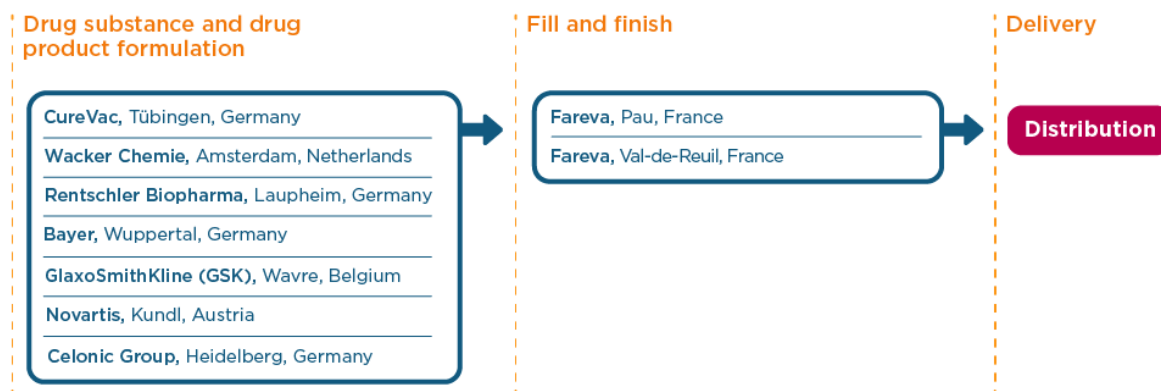 Drug substance and drug
product formulation
CureVac, Tübingen, Germany
Wacker Chemie, Amsterdam, Netherlands
Rentschler Biopharma, Laupheim, Germany
Bayer, Wuppertal, Germany
GlaxoSmithKline (GSK), Wavre, Belgium
Novartis, Kundl, Austria
Celonic Group, Heidelberg, Germany
Fill and finish
Fareva, Pau, France
Fareva, Val-de-Reuil, France
Delivery
Distribution